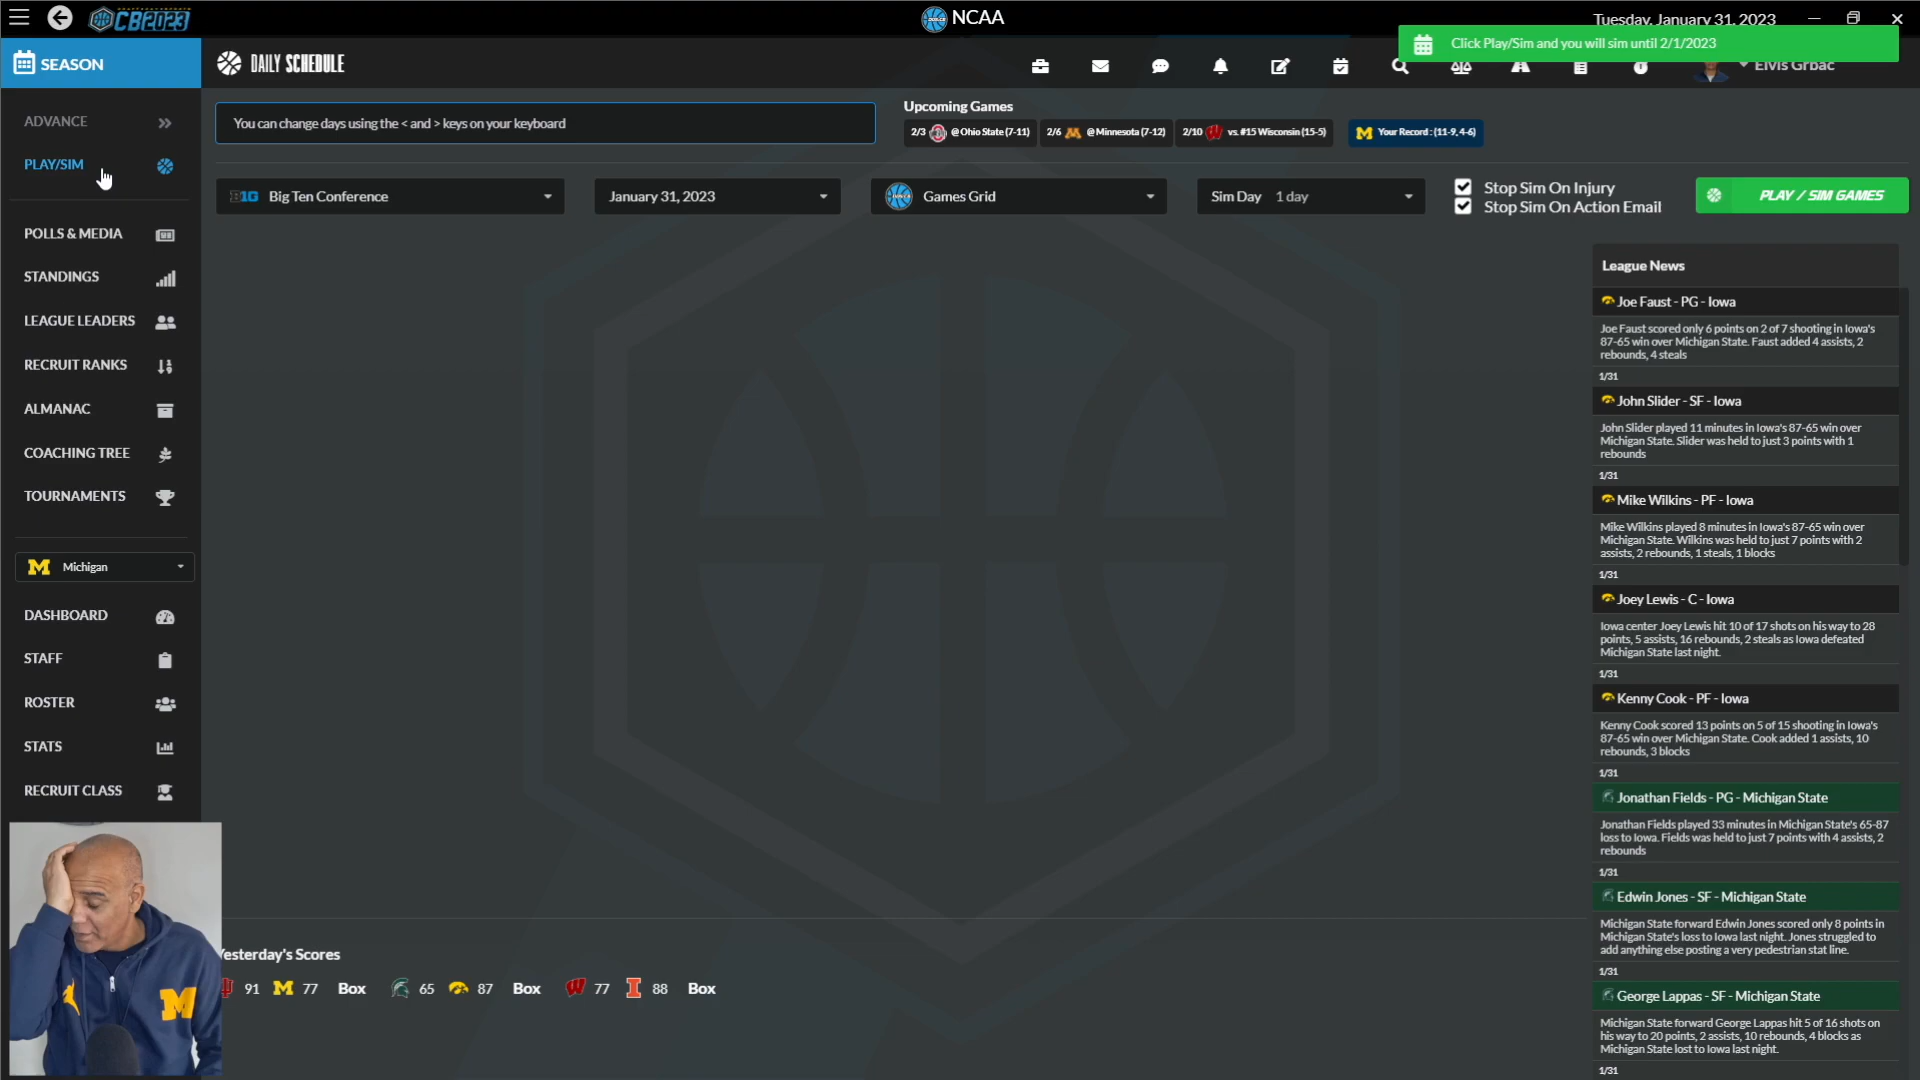 CB2023
NCAA
Tuesday, January 31, 2023
Click Play/Sim and you will sim until 2/1/2023
SEASON
DAILY SCHEDULE
Elvis Grbac
ADVANCE
PLAY/SIM
You can change days using the < and > keys on your keyboard
Upcoming Games
2/3 @Ohio State (7-11) 2/6 @Minnesota (7-12) 2/10 vs. #15 Wisconsin (15-5) Your Record : (11-9, 4-6)
Big Ten Conference
January 31, 2023
Games Grid
Sim Day 1 day
Stop Sim On Injury
Stop Sim On Action Email
PLAY / SIM GAMES
POLLS & MEDIA
STANDINGS
LEAGUE LEADERS
RECRUIT RANKS
ALMANAC
COACHING TREE
TOURNAMENTS
Michigan
DASHBOARD
STAFF
ROSTER
STATS
RECRUIT CLASS
League News
Joe Faust - PG - Iowa
Joe Faust scored only 6 points on 2 of 7 shooting in Iowa's
87-65 win over Michigan State. Faust added 4 assists, 2
rebounds, 4 steals
1/31
John Slider - SF - Iowa
John Slider played 11 minutes in Iowa's 87-65 win over
Michigan State. Slider was held to just 3 points with 1
rebounds
1/31
Mike Wilkins - PF - Iowa
Mike Wilkins played 8 minutes in Iowa's 87-65 win over
Michigan State. Wilkins was held to just 7 points with 2
assists, 2 rebounds, 1 steals, 1 blocks
1/31
Joey Lewis - C - Iowa
Iowa center Joey Lewis hit 10 of 17 shots on his way to 28
points, 5 assists, 16 rebounds, 2 steals as Iowa defeated
Michigan State last night.
1/31
Kenny Cook - PF - Iowa
Kenny Cook scored 13 points on 5 of 15 shooting in Iowa's
87-65 win over Michigan State. Cook added 1 assists, 10
rebounds, 3 blocks
1/31
Jonathan Fields - PG - Michigan State
Jonathan Fields played 33 minutes in Michigan State's 65-87
loss to Iowa. Fields was held to just 7 points with 4 assists, 2
rebounds
1/31
Edwin Jones - SF - Michigan State
Michigan State forward Edwin Jones scored only 8 points in
Michigan State's loss to Iowa last night. Jones struggled to
add anything else posting a very pedestrian stat line.
1/31
George Lappas - SF - Michigan State
Michigan State forward George Lappas hit 5 of 16 shots on
his way to 20 points, 2 assists, 10 rebounds, 4 blocks as
Michigan State lost to Iowa last night.
1/31
Yesterday's Scores
91 M 77 Box 65 87 Box W 77 I 88 Box
M